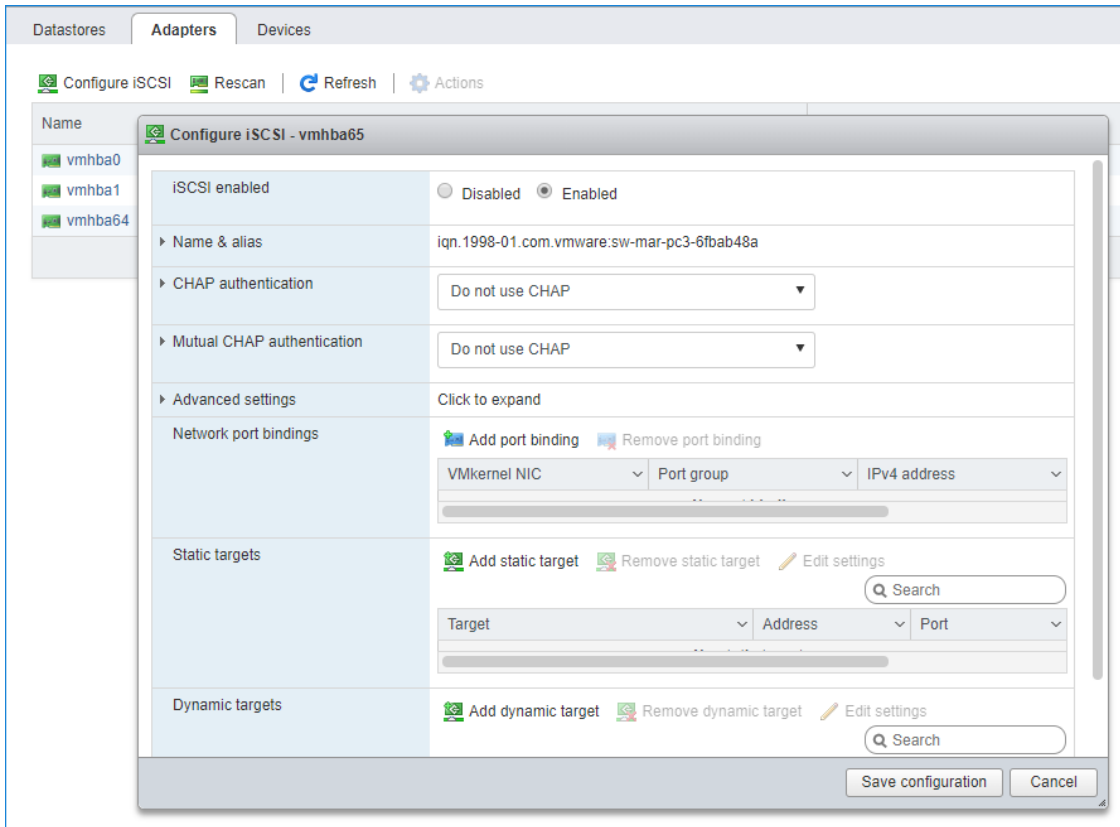 Datastores Adapters Devices
Configure iSCSI Rescan Refresh Actions
Name
Configure iSCSI - vmhba65
vmhba0
vmhba1
vmhba64
iSCSI enabled Disabled Enabled
Name & alias iqn.1998-01.com.vmware:sw-mar-pc3-6fbab48a
CHAP authentication Do not use CHAP
Mutual CHAP authentication Do not use CHAP
Advanced settings Click to expand
Network port bindings Add port binding Remove port binding
VMkernel NIC Port group IPv4 address
Static targets Add static target Remove static target Edit settings
Search
Target Address Port
Dynamic targets Add dynamic target Remove dynamic target Edit settings
Search
Save configuration Cancel